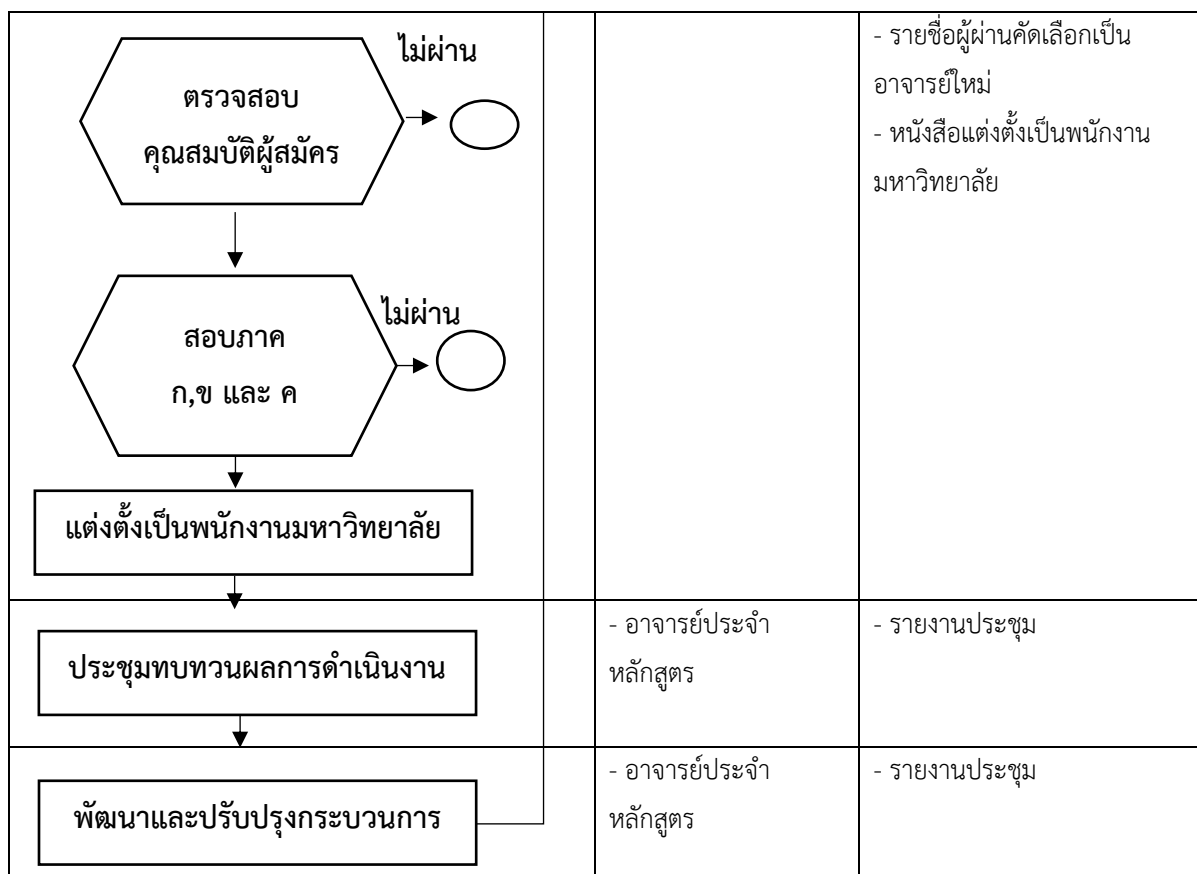 ไม่ผ่าน
ตรวจสอบ
คุณสมบัติผู้สมัคร
- รายชื่อผู้ผ่านคัดเลือกเป็น
อาจารย์ใหม่
- หนังสือแต่งตั้งเป็นพนักงาน
มหาวิทยาลัย
ไม่ผ่าน
สอบภาค
ก,ข และ ค
แต่งตั้งเป็นพนักงานมหาวิทยาลัย
ประชุมทบทวนผลการดำเนินงาน
- อาจารย์ประจำ
หลักสูตร
- รายงานประชุม
พัฒนาและปรับปรุงกระบวนการ
- อาจารย์ประจำ
หลักสูตร
- รายงานประชุม